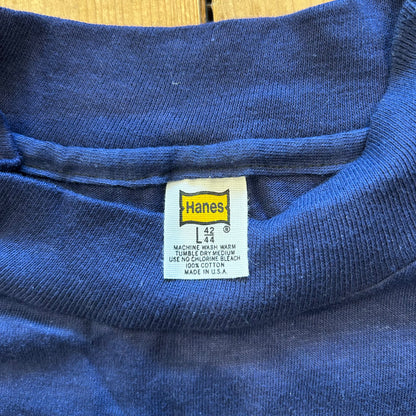 Hanes
L 42/44 ®
MACHINE WASH WARM
TUMBLE DRY-MEDIUM
USE NO CHLORINE BLEACH
100% COTTON
MADE IN U.S.A.